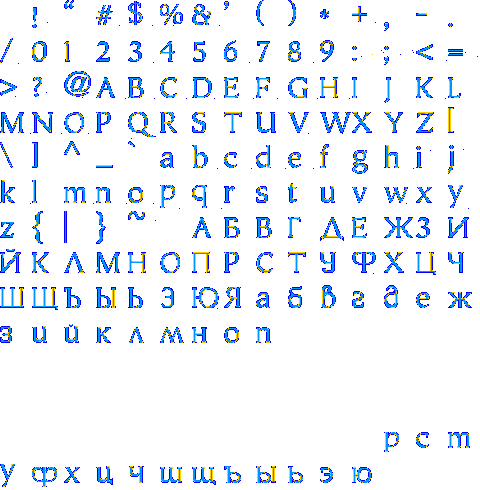 ! “ # $ % & ’ ( ) * + , - .
/ 0 1 2 3 4 5 6 7 8 9 : ; < =
> ? @ A B C D E F G H I J K L
M N O P Q R S T U V W X Y Z [
\ ] ^ _ ` a b c d e f g h i j
k l m n o p q r s t u v w x y
z { | } ~ А Б В Г Д Е Ж З И
Й К Л М Н О П Р С Т У Ф Х Ц Ч
Ш Щ Ъ Ы Ь Э Ю Я а б в г д е ж
з и й к л м н о п
р с т
у ф х ц ч ш щ ъ ы ь э ю